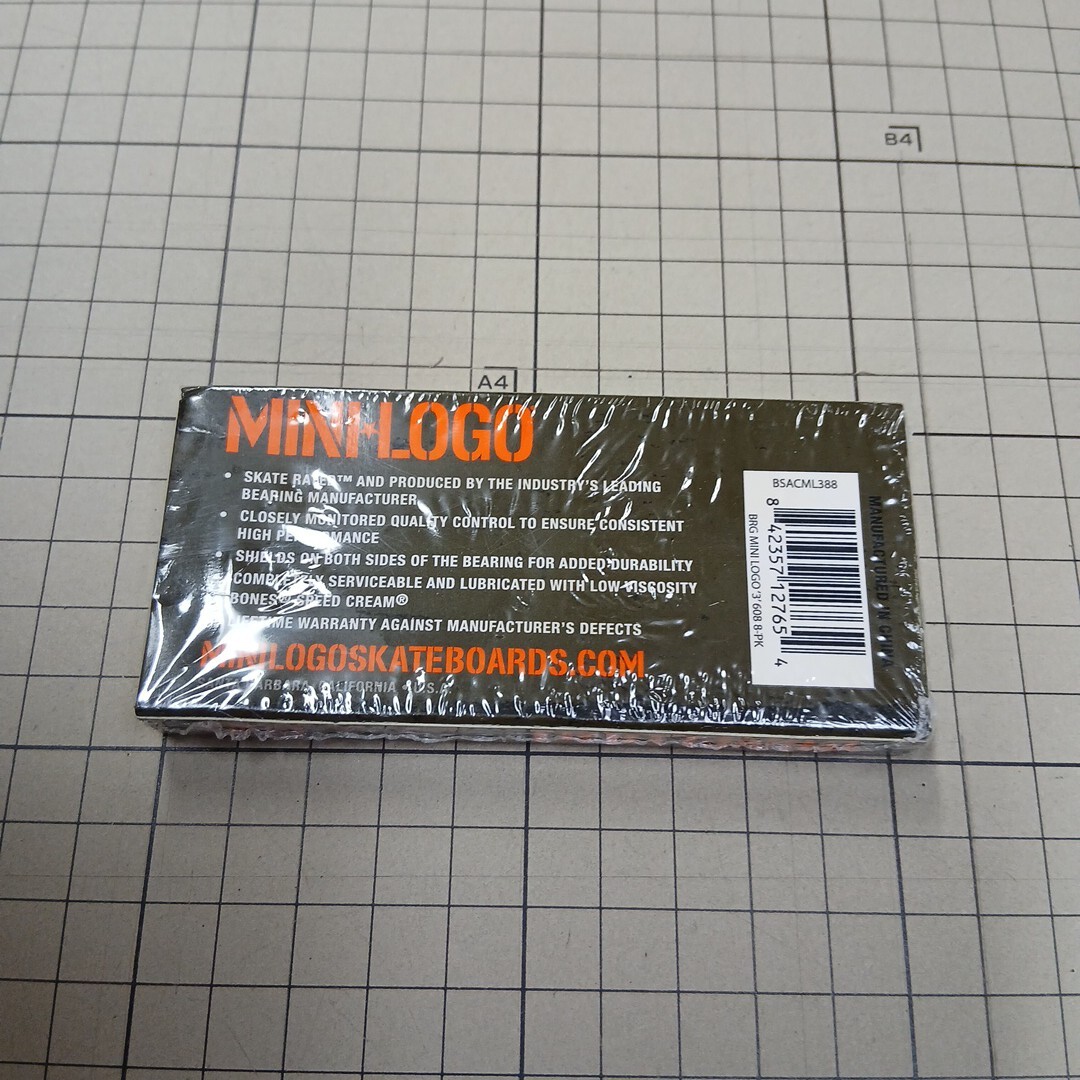 B4
A4
MINI-LOGO
• SKATE RATED™ AND PRODUCED BY THE INDUSTRY'S LEADING
BEARING MANUFACTURER
• CLOSELY MONITORED QUALITY CONTROL TO ENSURE CONSISTENT
HIGH PERFORMANCE
• SHIELDS ON BOTH SIDES OF THE BEARING FOR ADDED DURABILITY
COMPLETELY SERVICEABLE AND LUBRICATED WITH LOW VISCOSITY
BONES® SPEED CREAM®
LIFETIME WARRANTY AGAINST MANUFACTURER'S DEFECTS
MINILOGOSKATEBOARDS.COM
SANTA BARBARA, CALIFORNIA • U.S.A.
BSACML388
8 42357 12765 4
BRG MINI LOGO '3' 608 8-PK
MANUFACTURED IN CHINA